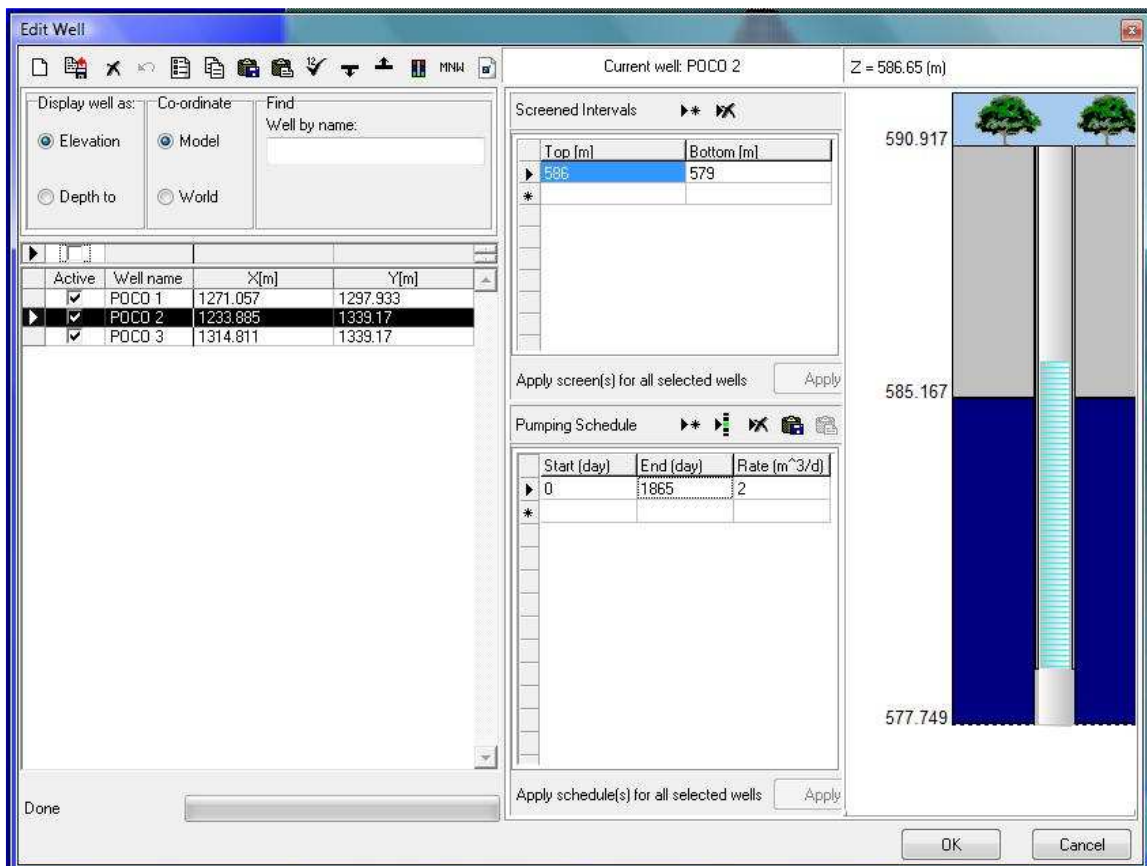 Edit Well
MNW
Current well: POCO 2
Z = 586.65 (m)
Display well as:
Elevation
Depth to
Co-ordinate
Model
World
Find
Well by name:
Active Well name X[m] Y[m]
POCO 1 1271.057 1297.933
POCO 2 1233.885 1339.17
POCO 3 1314.811 1339.17
Done
Screened Intervals
Top [m] Bottom [m]
586 579
Apply screen(s) for all selected wells Apply
Pumping Schedule
Start (day) End (day) Rate (m^3/d)
0 1865 2
Apply schedule(s) for all selected wells Apply
590.917
585.167
577.749
OK Cancel